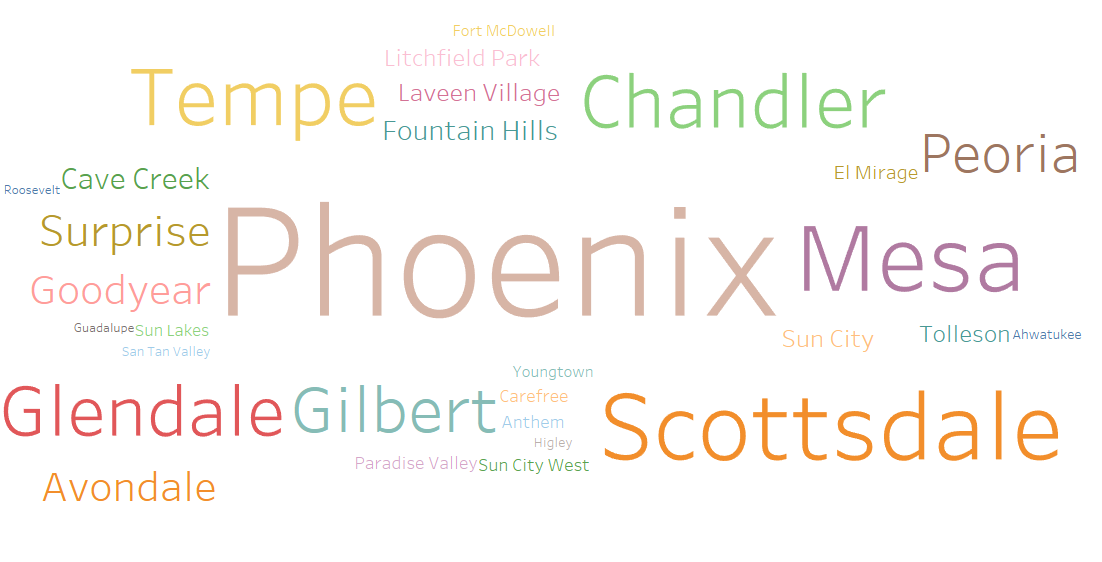 Fort McDowell
Litchfield Park
Tempe
Laveen Village
Chandler
Fountain Hills
Peoria
El Mirage
Cave Creek
Roosevelt
Surprise
Phoenix
Mesa
Goodyear
Guadalupe
Sun Lakes
Sun City
Tolleson
Ahwatukee
San Tan Valley
Youngtown
Glendale
Gilbert
Carefree
Anthem
Scottsdale
Higley
Paradise Valley
Sun City West
Avondale